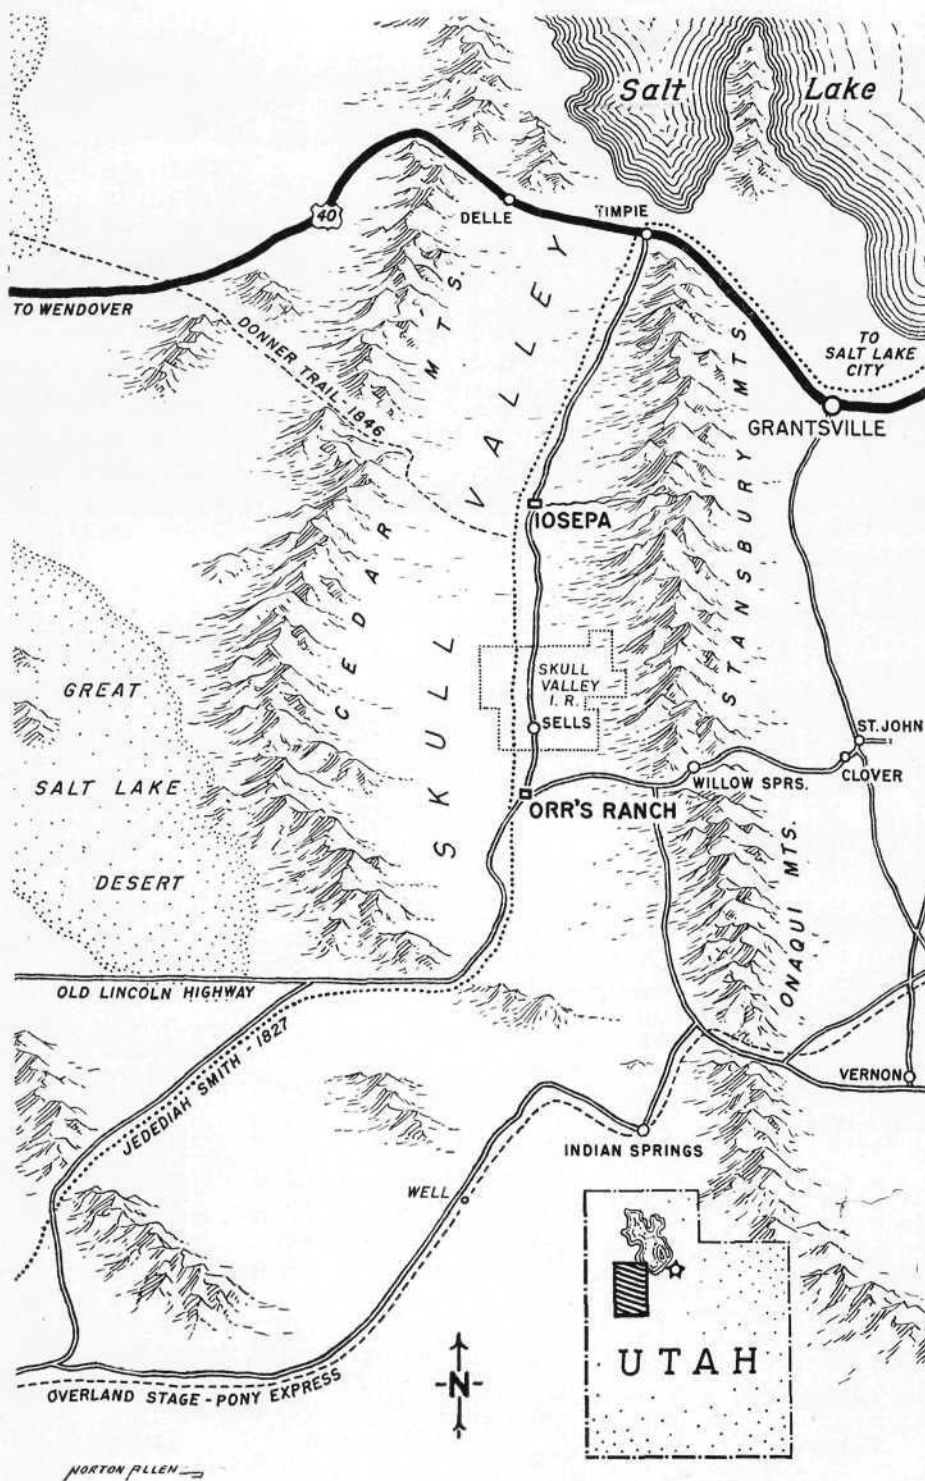 Salt Lake
40
DELLE
TIMPIE
TO WENDOVER
DONNER TRAIL 1846
TO
SALT LAKE
CITY
GRANTSVILLE
CEDAR MTS
SKULL VALLEY
STANSBURY MTS.
IOSEPA
SKULL
VALLEY
I. R.
SELLS
GREAT
SALT LAKE
DESERT
ST. JOHN
CLOVER
WILLOW SPRS.
ORR'S RANCH
ONAQUI MTS.
OLD LINCOLN HIGHWAY
JEDEDIAH SMITH - 1827
VERNON
INDIAN SPRINGS
WELL
UTAH
N
OVERLAND STAGE - PONY EXPRESS
NORTON ALLEN